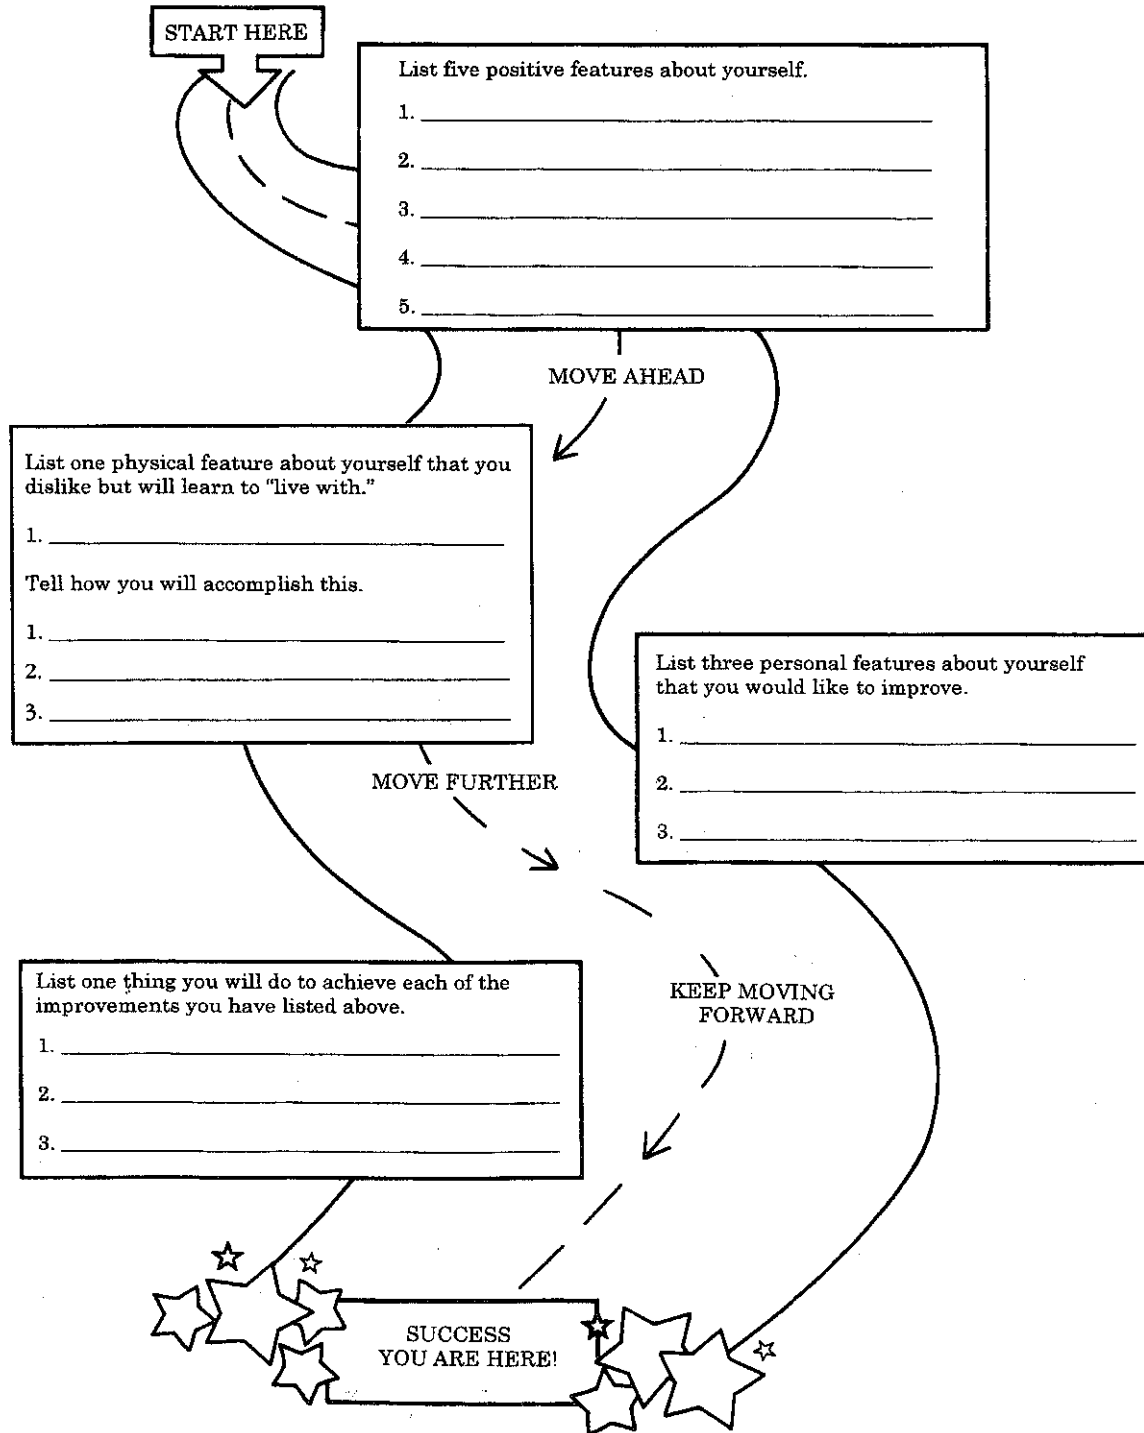 START HERE
List five positive features about yourself.
1.
2.
3.
4.
5.
MOVE AHEAD
List one physical feature about yourself that you
dislike but will learn to "live with."
1.
Tell how you will accomplish this.
1.
2.
3.
List three personal features about yourself
that you would like to improve.
1.
2.
3.
MOVE FURTHER
List one thing you will do to achieve each of the
improvements you have listed above.
1.
2.
3.
KEEP MOVING
FORWARD
SUCCESS
YOU ARE HERE!